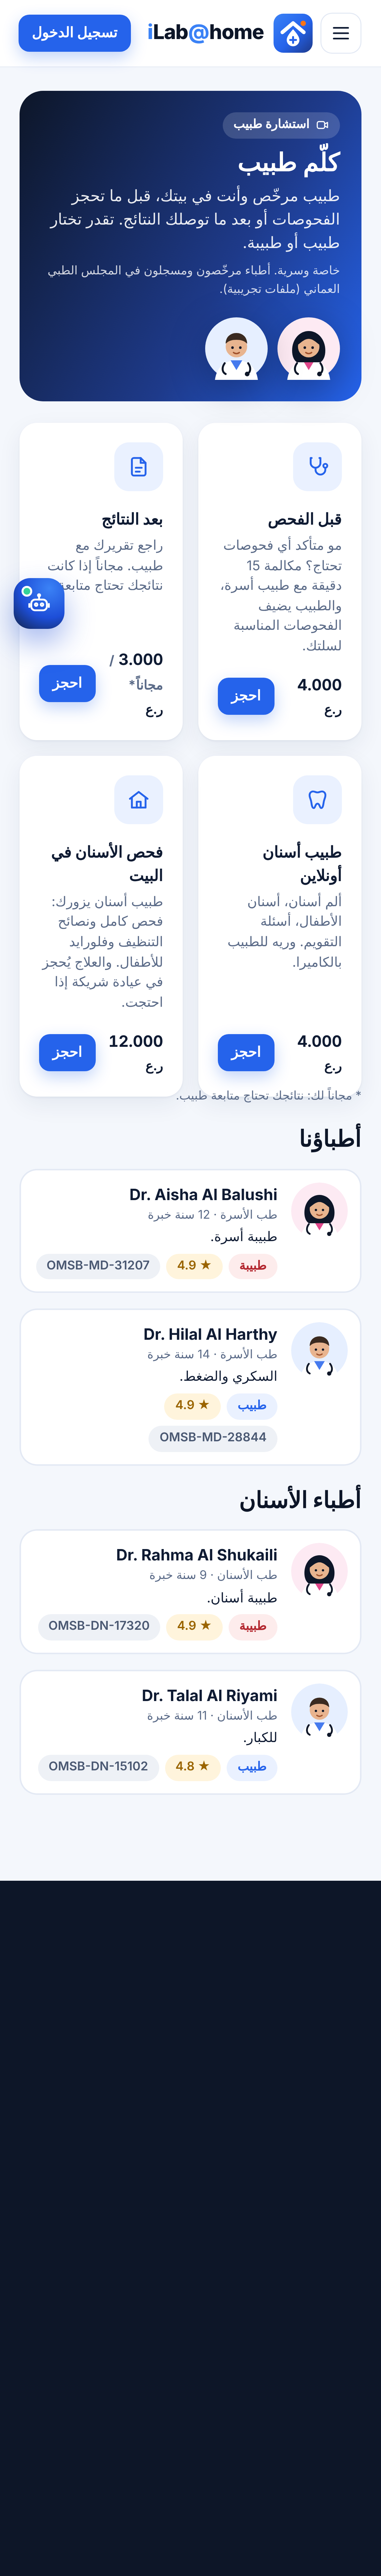 iLab@home
تسجيل الدخول
استشارة طبيب
كلّم طبيب
طبيب مرخّص وأنت في بيتك، قبل ما تحجز
الفحوصات أو بعد ما توصلك النتائج. تقدر تختار
طبيب أو طبيبة.
خاصة وسرية. أطباء مرخّصون ومسجلون في المجلس الطبي
العماني (ملفات تجريبية).
قبل الفحص
مو متأكد أي فحوصات
تحتاج؟ مكالمة 15
دقيقة مع طبيب أسرة،
والطبيب يضيف
الفحوصات المناسبة
لسلتك.
4.000
ر.ع
احجز
بعد النتائج
راجع تقريرك مع
طبيب. مجاناً إذا كانت
نتائجك تحتاج متابعة
3.000 /
مجاناً*
ر.ع
احجز
طبيب أسنان
أونلاين
ألم أسنان، أسنان
الأطفال، أسئلة
التقويم. وريه للطبيب
بالكاميرا.
4.000
ر.ع
احجز
فحص الأسنان في
البيت
طبيب أسنان يزورك:
فحص كامل ونصائح
التنظيف وفلورايد
للأطفال. والعلاج يُحجز
في عيادة شريكة إذا
احتجت.
12.000
ر.ع
احجز
* مجاناً لك: نتائجك تحتاج متابعة طبيب.
أطباؤنا
Dr. Aisha Al Balushi
طب الأسرة · 12 سنة خبرة
طبيبة أسرة.
طبيبة
★ 4.9
OMSB-MD-31207
Dr. Hilal Al Harthy
طب الأسرة · 14 سنة خبرة
السكري والضغط.
طبيب
★ 4.9
OMSB-MD-28844
أطباء الأسنان
Dr. Rahma Al Shukaili
طب الأسنان · 9 سنة خبرة
طبيبة أسنان.
طبيبة
★ 4.9
OMSB-DN-17320
Dr. Talal Al Riyami
طب الأسنان · 11 سنة خبرة
للكبار.
طبيب
★ 4.8
OMSB-DN-15102